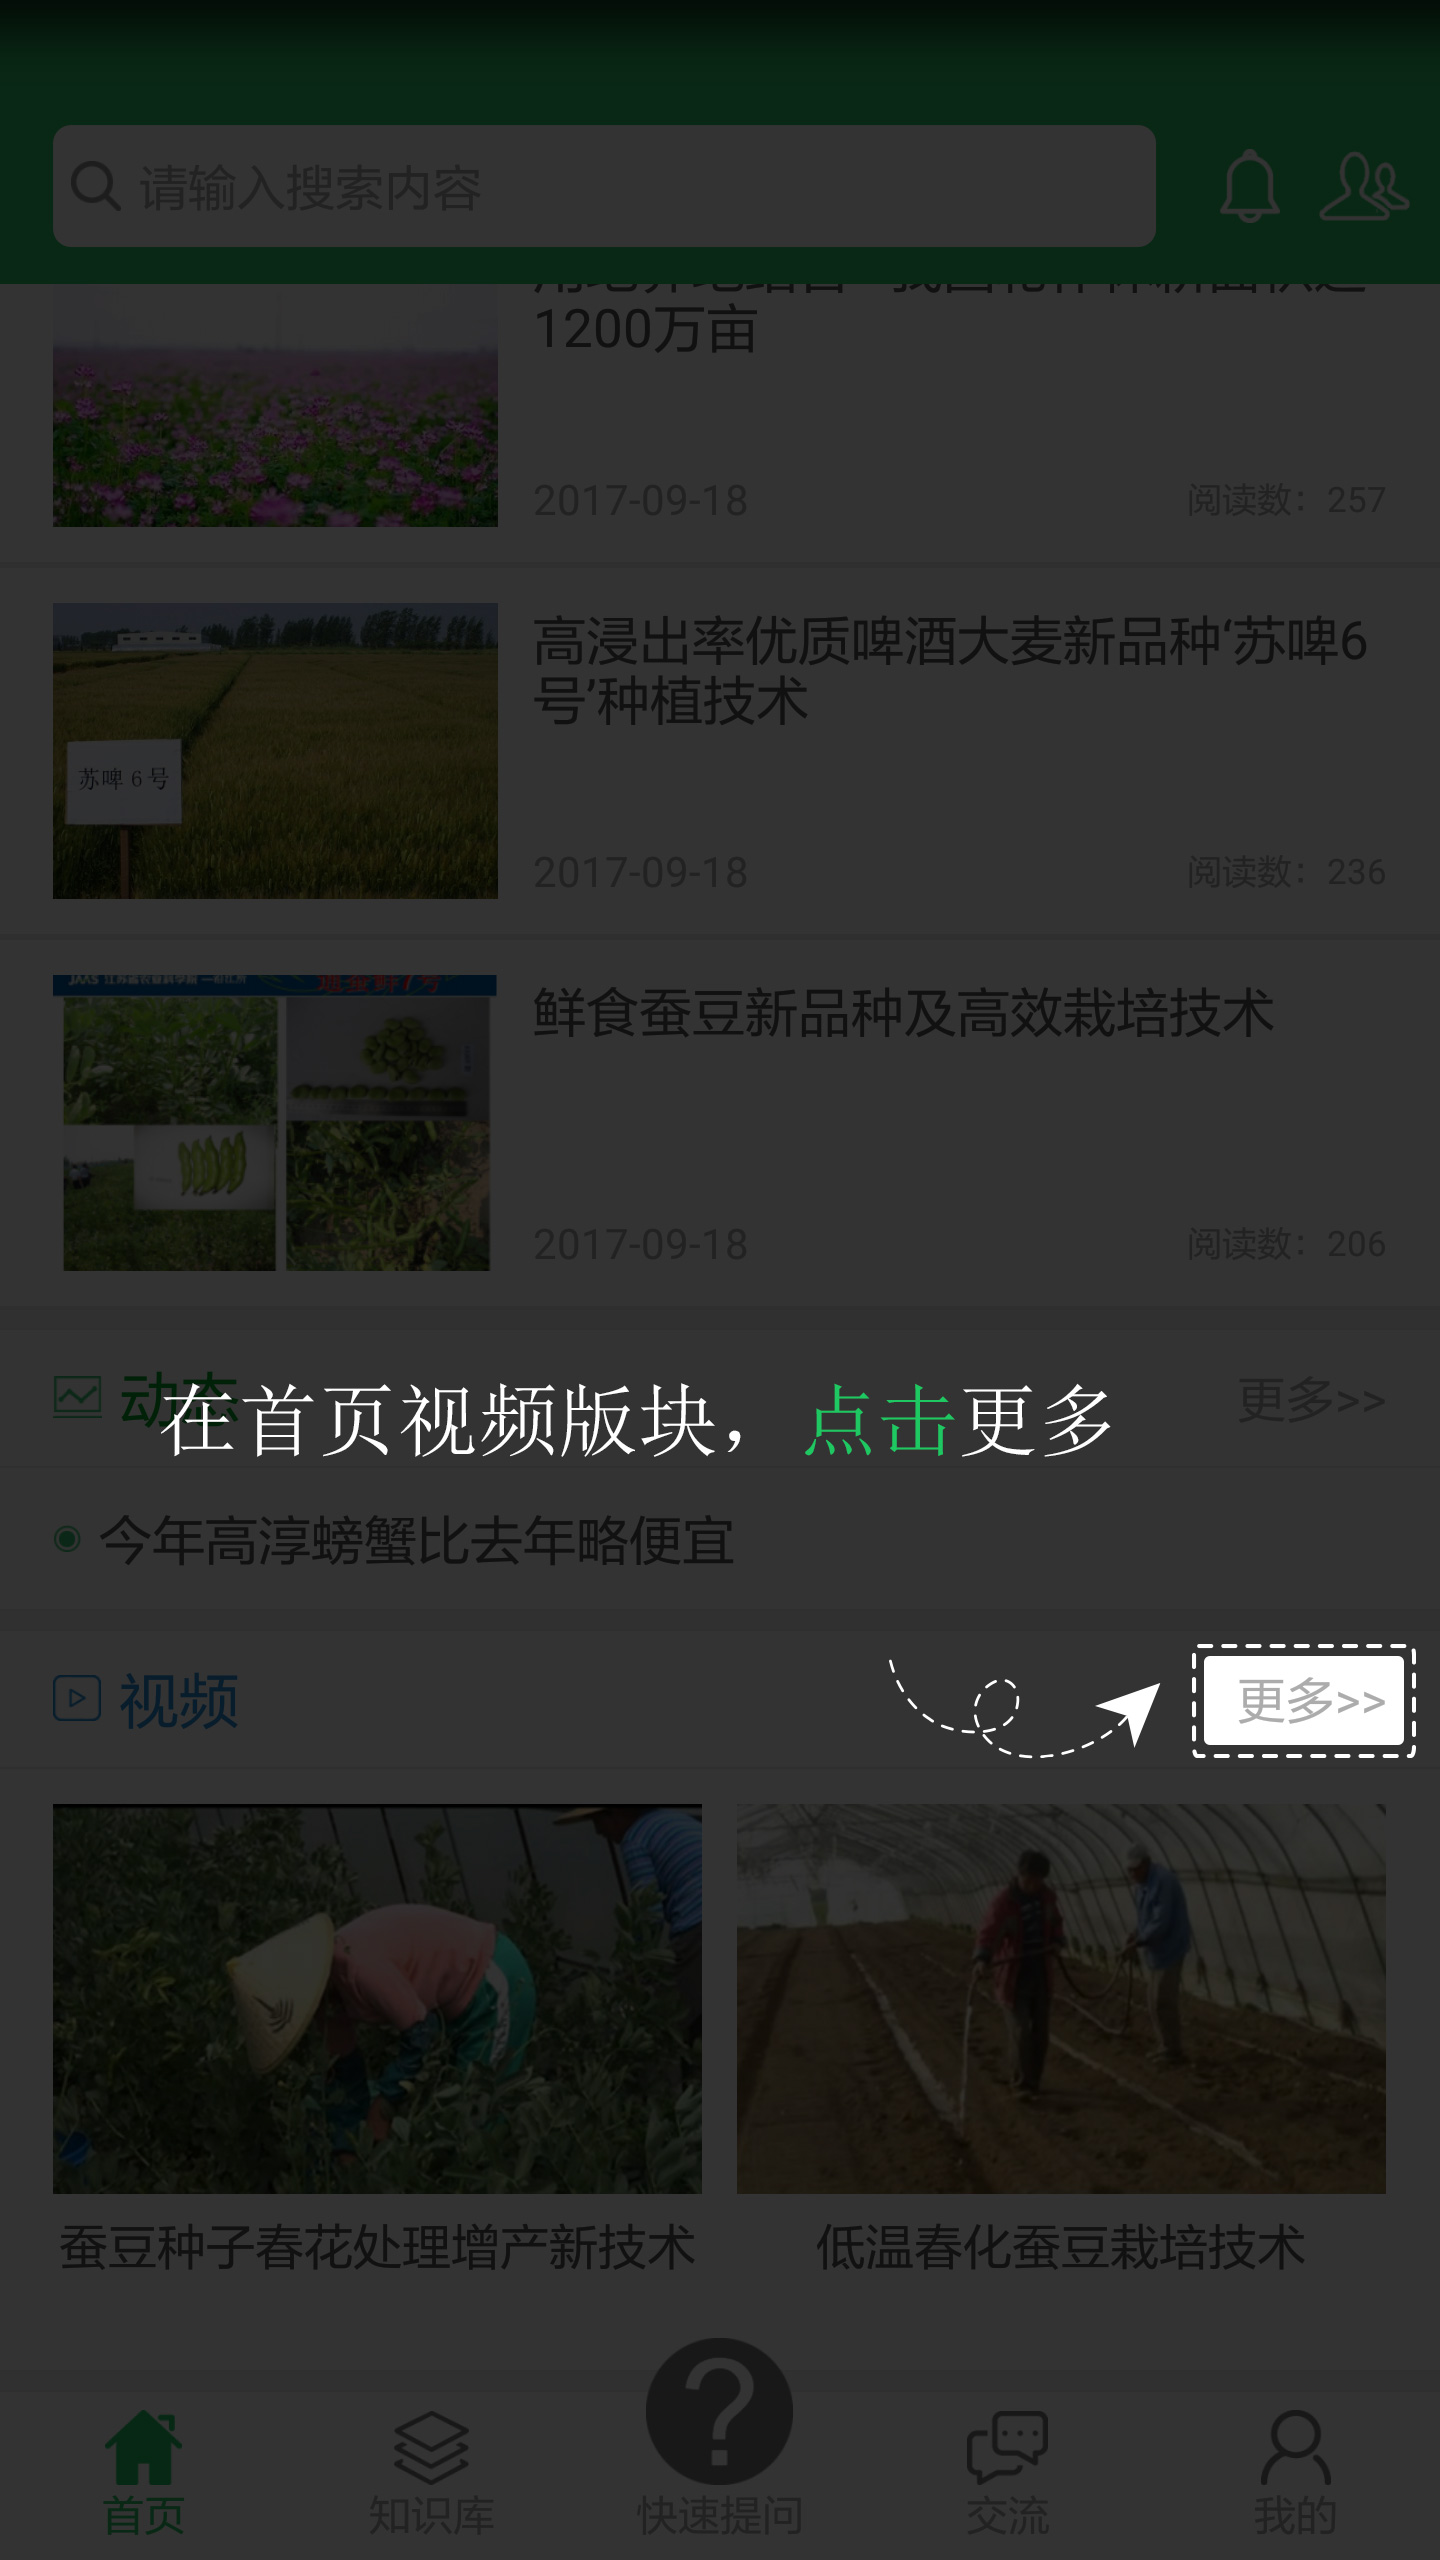 请输入搜索内容
1200万亩
2017-09-18
阅读数：257
高浸出率优质啤酒大麦新品种‘苏啤6
号’种植技术
苏啤 6 号
2017-09-18
阅读数：236
鲜食蚕豆新品种及高效栽培技术
2017-09-18
阅读数：206
动态
更多>>
在首页视频版块，点击更多
今年高淳螃蟹比去年略便宜
视频
更多>>
蚕豆种子春花处理增产新技术
低温春化蚕豆栽培技术
首页
知识库
快速提问
交流
我的